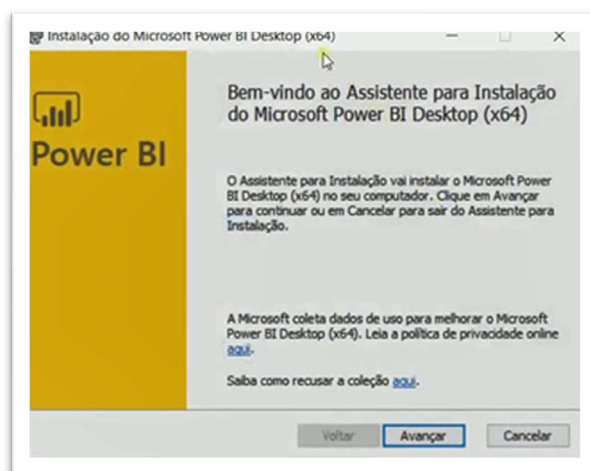 Instalação do Microsoft Power BI Desktop (x64)
Power BI
Bem-vindo ao Assistente para Instalação
do Microsoft Power BI Desktop (x64)
O Assistente para Instalação vai instalar o Microsoft Power
BI Desktop (x64) no seu computador. Clique em Avançar
para continuar ou em Cancelar para sair do Assistente para
Instalação.
A Microsoft coleta dados de uso para melhorar o Microsoft
Power BI Desktop (x64). Leia a política de privacidade online
aqui.
Saiba como recusar a coleção aqui.
Voltar Avançar Cancelar